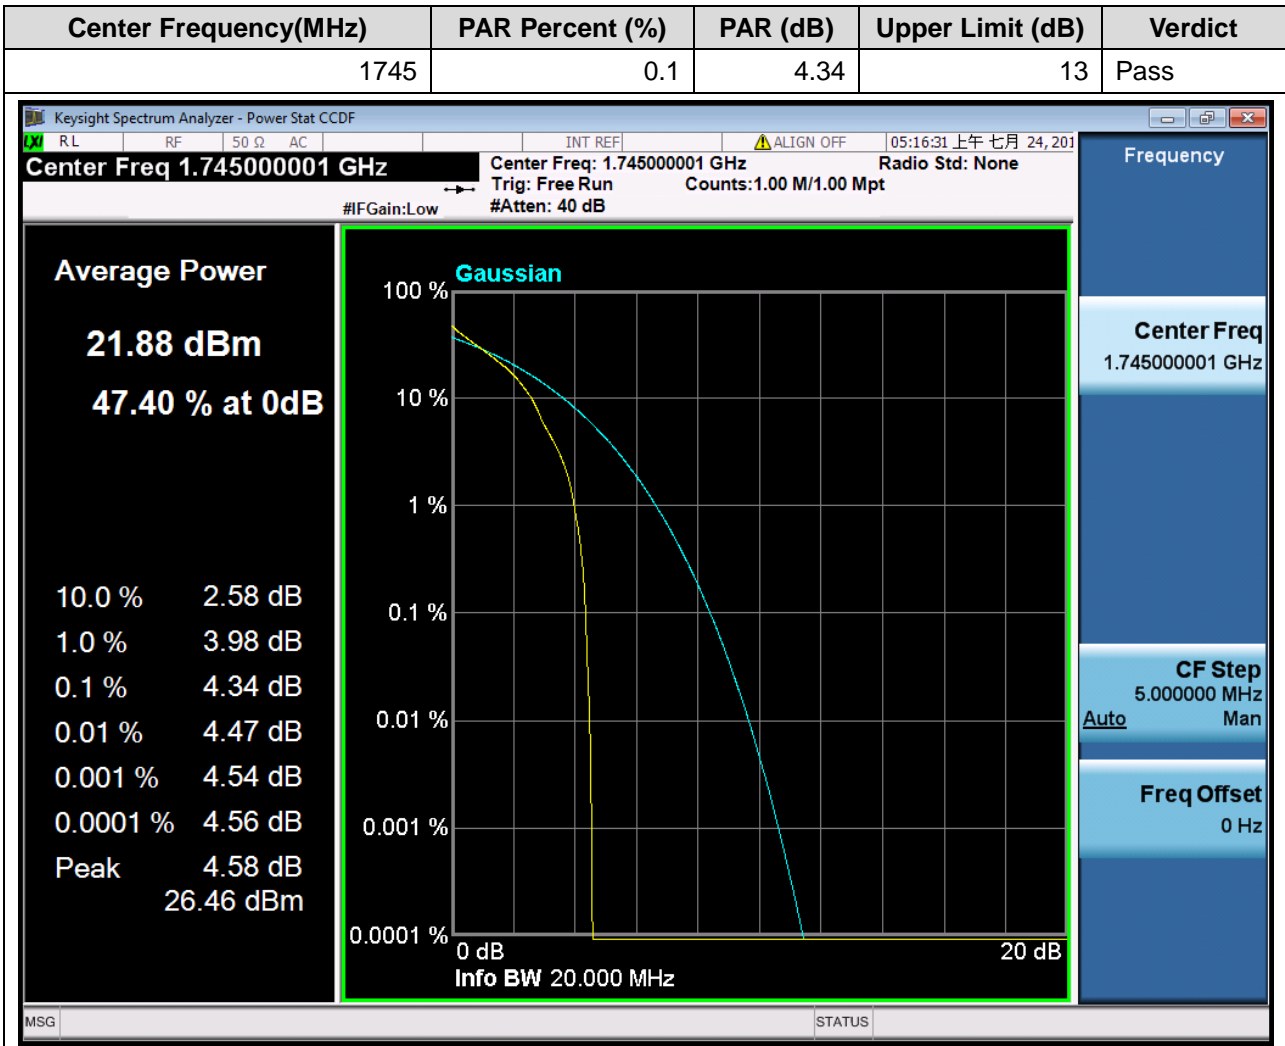 Center Frequency(MHz) PAR Percent (%) PAR (dB) Upper Limit (dB) Verdict
1745 0.1 4.34 13 Pass
Keysight Spectrum Analyzer - Power Stat CCDF
LXI RL RF 50 Ω AC INT REF ALIGN OFF 05:16:31 上午 七月 24, 201
Center Freq 1.745000001 GHz
Center Freq: 1.745000001 GHz Radio Std: None
Trig: Free Run Counts:1.00 M/1.00 Mpt
#IFGain:Low #Atten: 40 dB
Frequency
Average Power
21.88 dBm
47.40 % at 0dB
10.0 % 2.58 dB
1.0 % 3.98 dB
0.1 % 4.34 dB
0.01 % 4.47 dB
0.001 % 4.54 dB
0.0001 % 4.56 dB
Peak 4.58 dB
26.46 dBm
Gaussian
100 %
10 %
1 %
0.1 %
0.01 %
0.001 %
0.0001 %
0 dB 20 dB
Info BW 20.000 MHz
Center Freq
1.745000001 GHz
CF Step
5.000000 MHz
Auto Man
Freq Offset
0 Hz
MSG STATUS